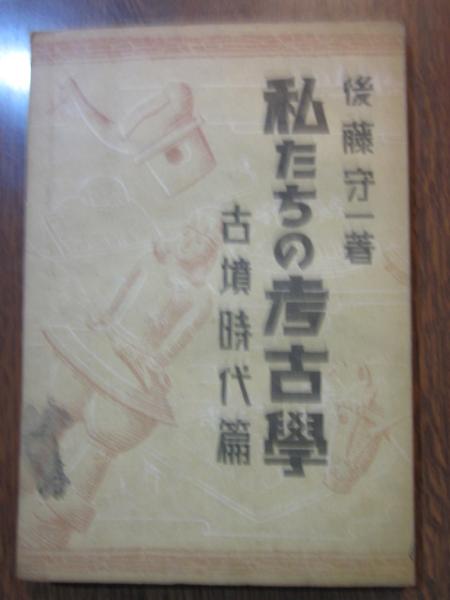 後藤守一著
私たちの考古學
古墳時代篇